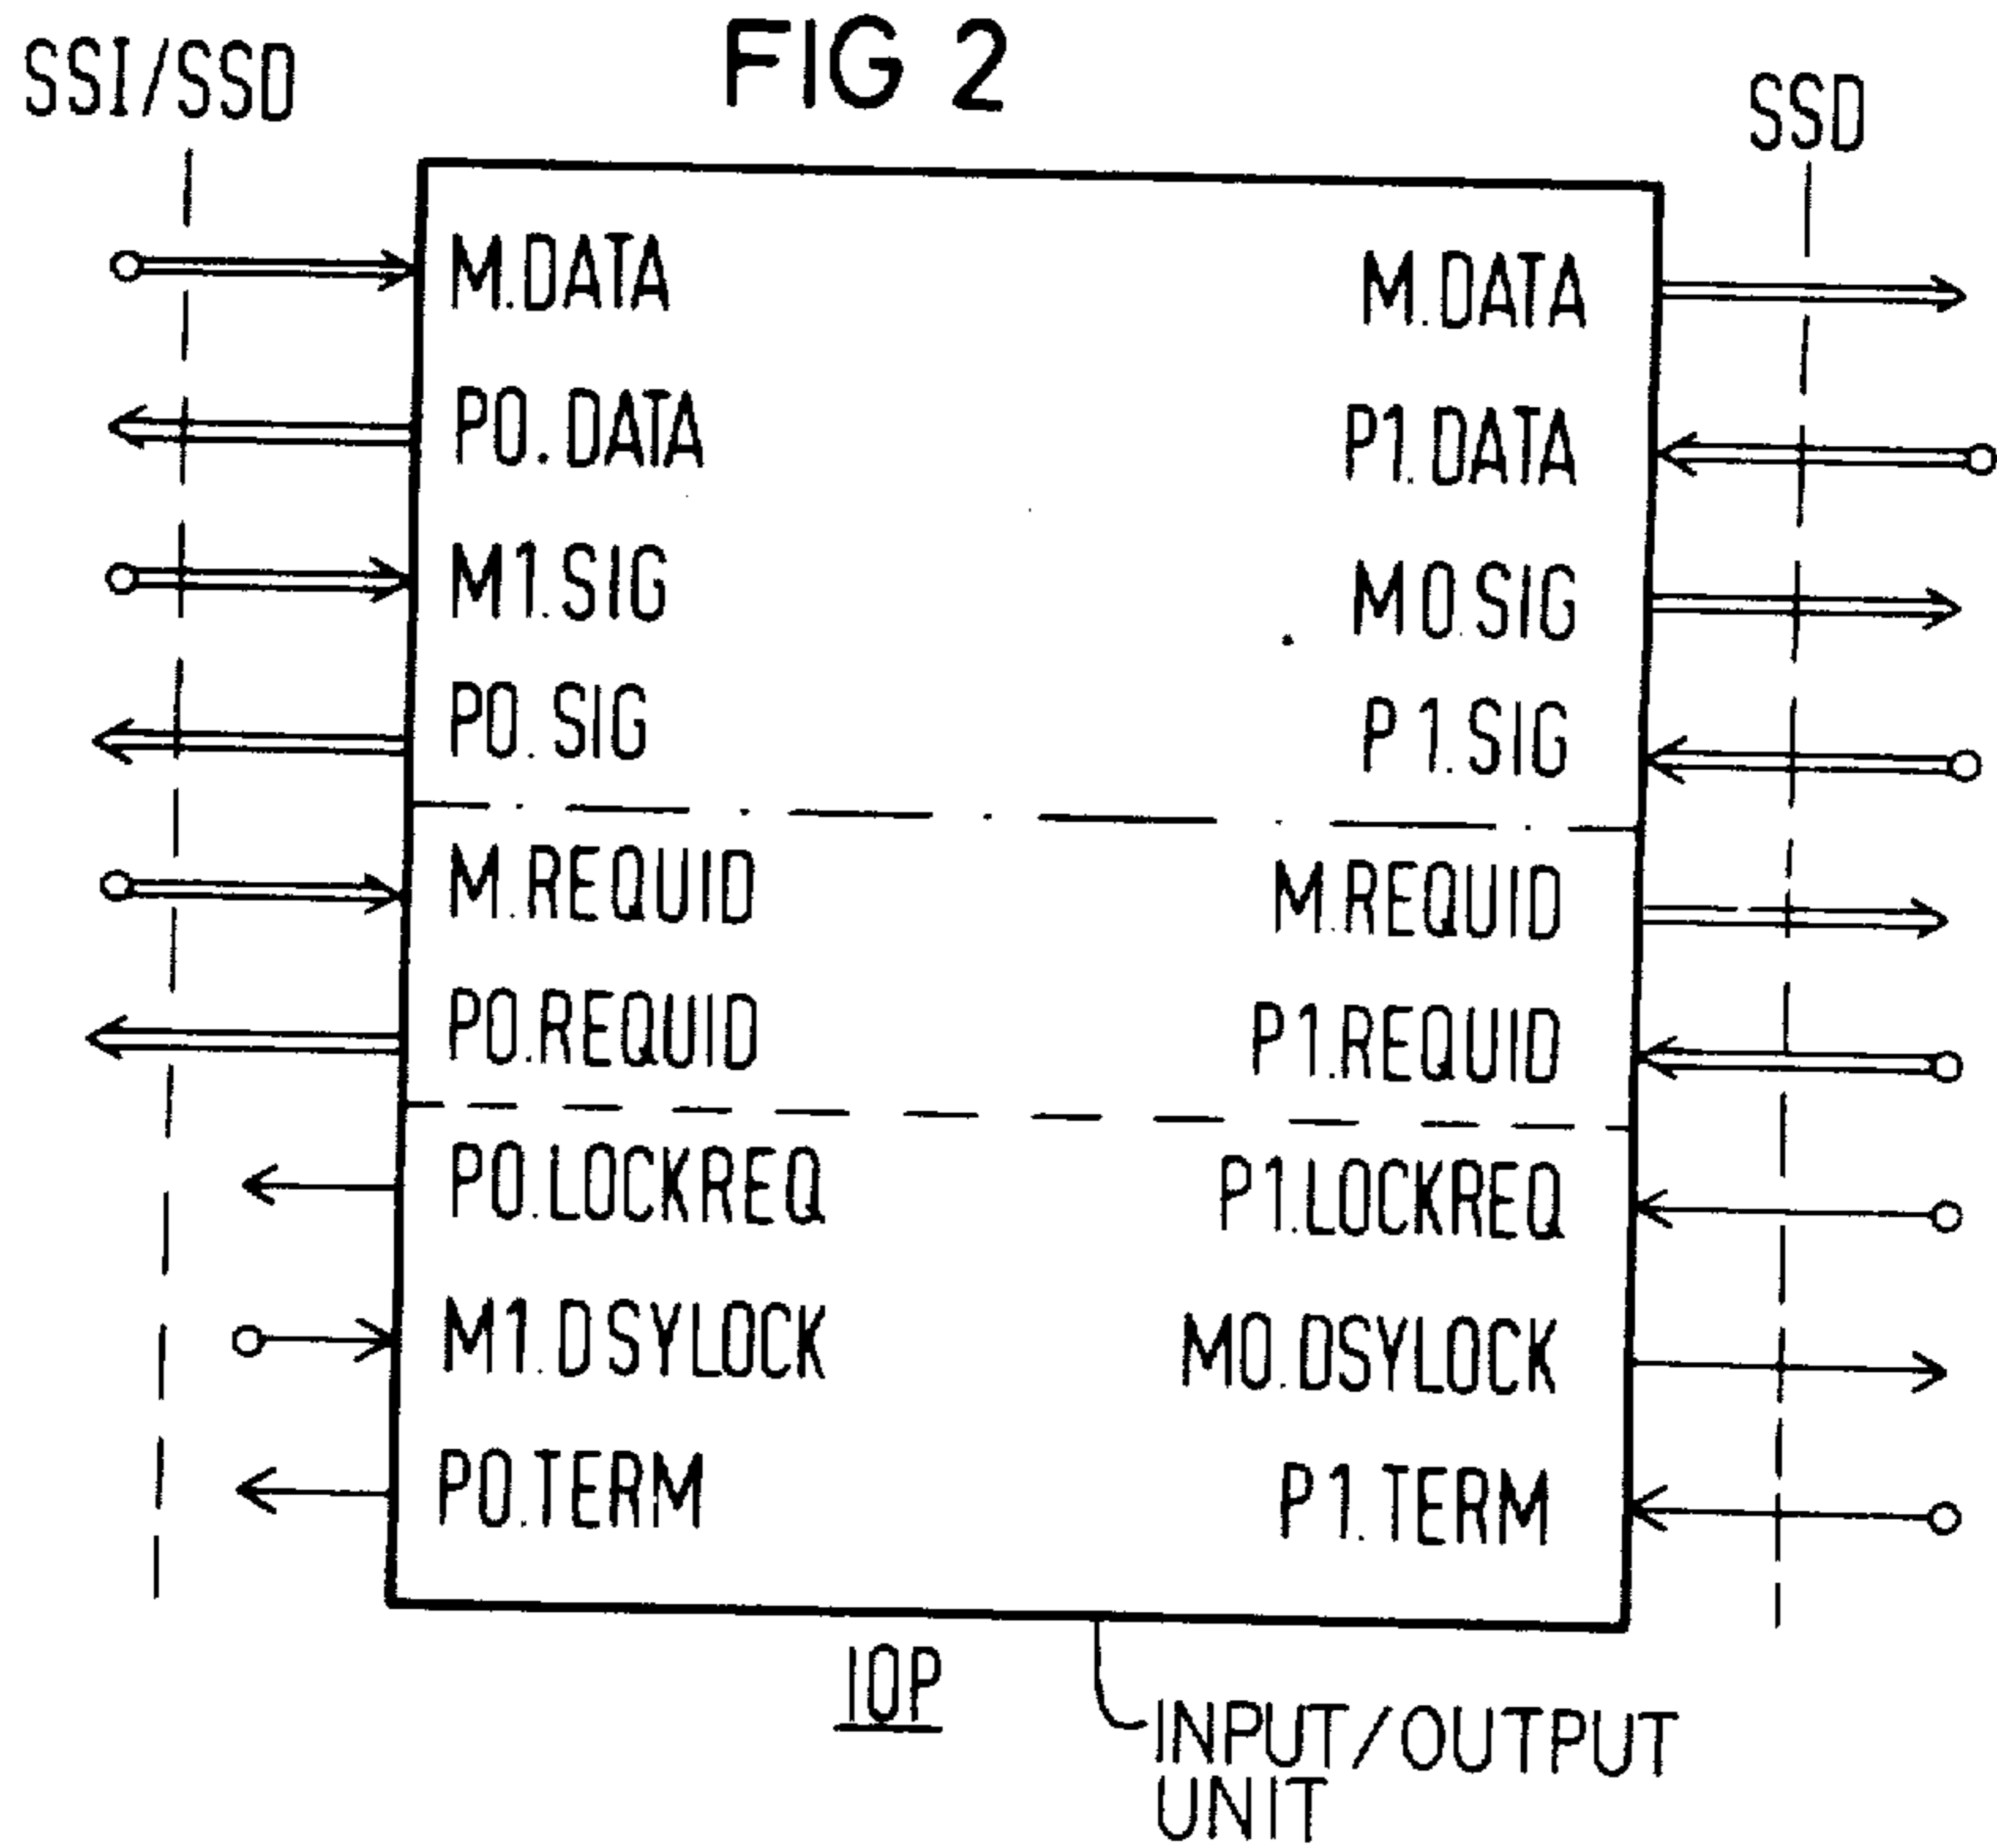 FIG 2
SSI/SSD
SSD
M.DATA
M.DATA
P0.DATA
P1.DATA
M1.SIG
M0.SIG
P0.SIG
P1.SIG
M.REQUID
M.REQUID
P0.REQUID
P1.REQUID
P0.LOCKREQ
P1.LOCKREQ
M1.DSYLOCK
M0.DSYLOCK
P0.TERM
P1.TERM
IOP
INPUT/OUTPUT
UNIT